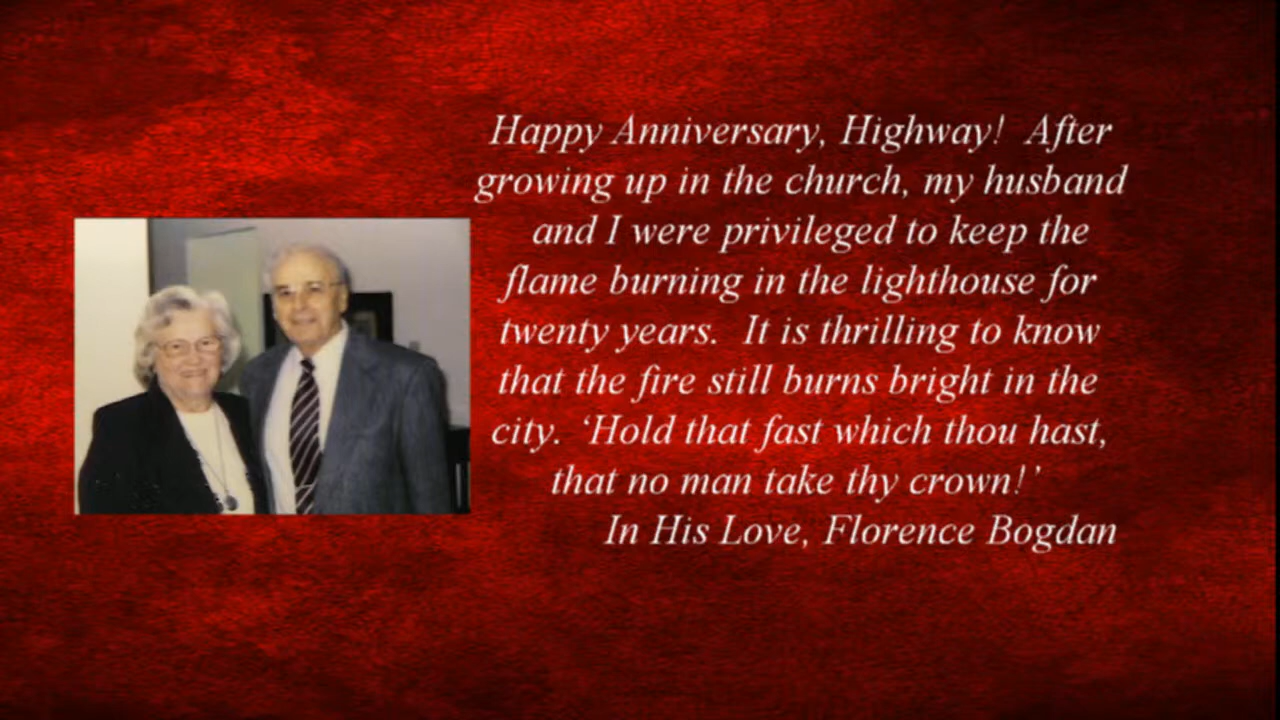 Happy Anniversary, Highway! After
growing up in the church, my husband
and I were privileged to keep the
flame burning in the lighthouse for
twenty years. It is thrilling to know
that the fire still burns bright in the
city. ‘Hold that fast which thou hast,
that no man take thy crown!’
In His Love, Florence Bogdan